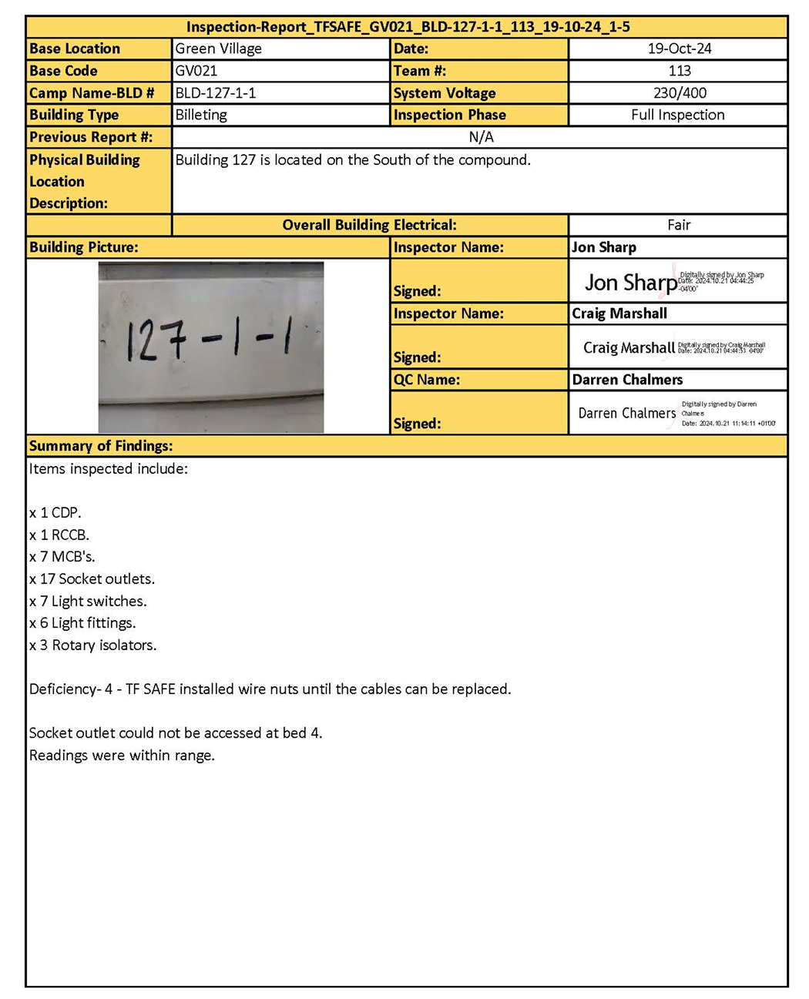 Inspection-Report_TFSAFE_GV021_BLD-127-1-1_113_19-10-24_1-5
Base Location Green Village Date: 19-Oct-24
Base Code GV021 Team #: 113
Camp Name-BLD # BLD-127-1-1 System Voltage 230/400
Building Type Billeting Inspection Phase Full Inspection
Previous Report #: N/A
Physical Building Location Description: Building 127 is located on the South of the compound.
Overall Building Electrical: Fair
Building Picture: Inspector Name: Jon Sharp
127-1-1
Signed: Jon Sharp Digitally signed by Jon Sharp
Date: 2024.10.21 04:44:25
-04'00'
Inspector Name: Craig Marshall
Signed: Craig Marshall Digitally signed by Craig Marshall
Date: 2024.10.21 04:44:53 -04'00'
QC Name: Darren Chalmers
Signed: Darren Chalmers Digitally signed by Darren
Chalmers
Date: 2024.10.21 11:14:11 +01'00'
Summary of Findings:
Items inspected include:
x 1 CDP.
x 1 RCCB.
x 7 MCB's.
x 17 Socket outlets.
x 7 Light switches.
x 6 Light fittings.
x 3 Rotary isolators.
Deficiency- 4 - TF SAFE installed wire nuts until the cables can be replaced.
Socket outlet could not be accessed at bed 4.
Readings were within range.